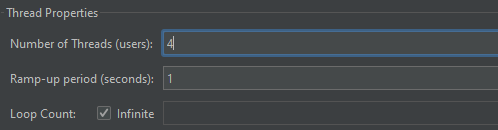 Thread Properties
Number of Threads (users): 4
Ramp-up period (seconds): 1
Loop Count: Infinite